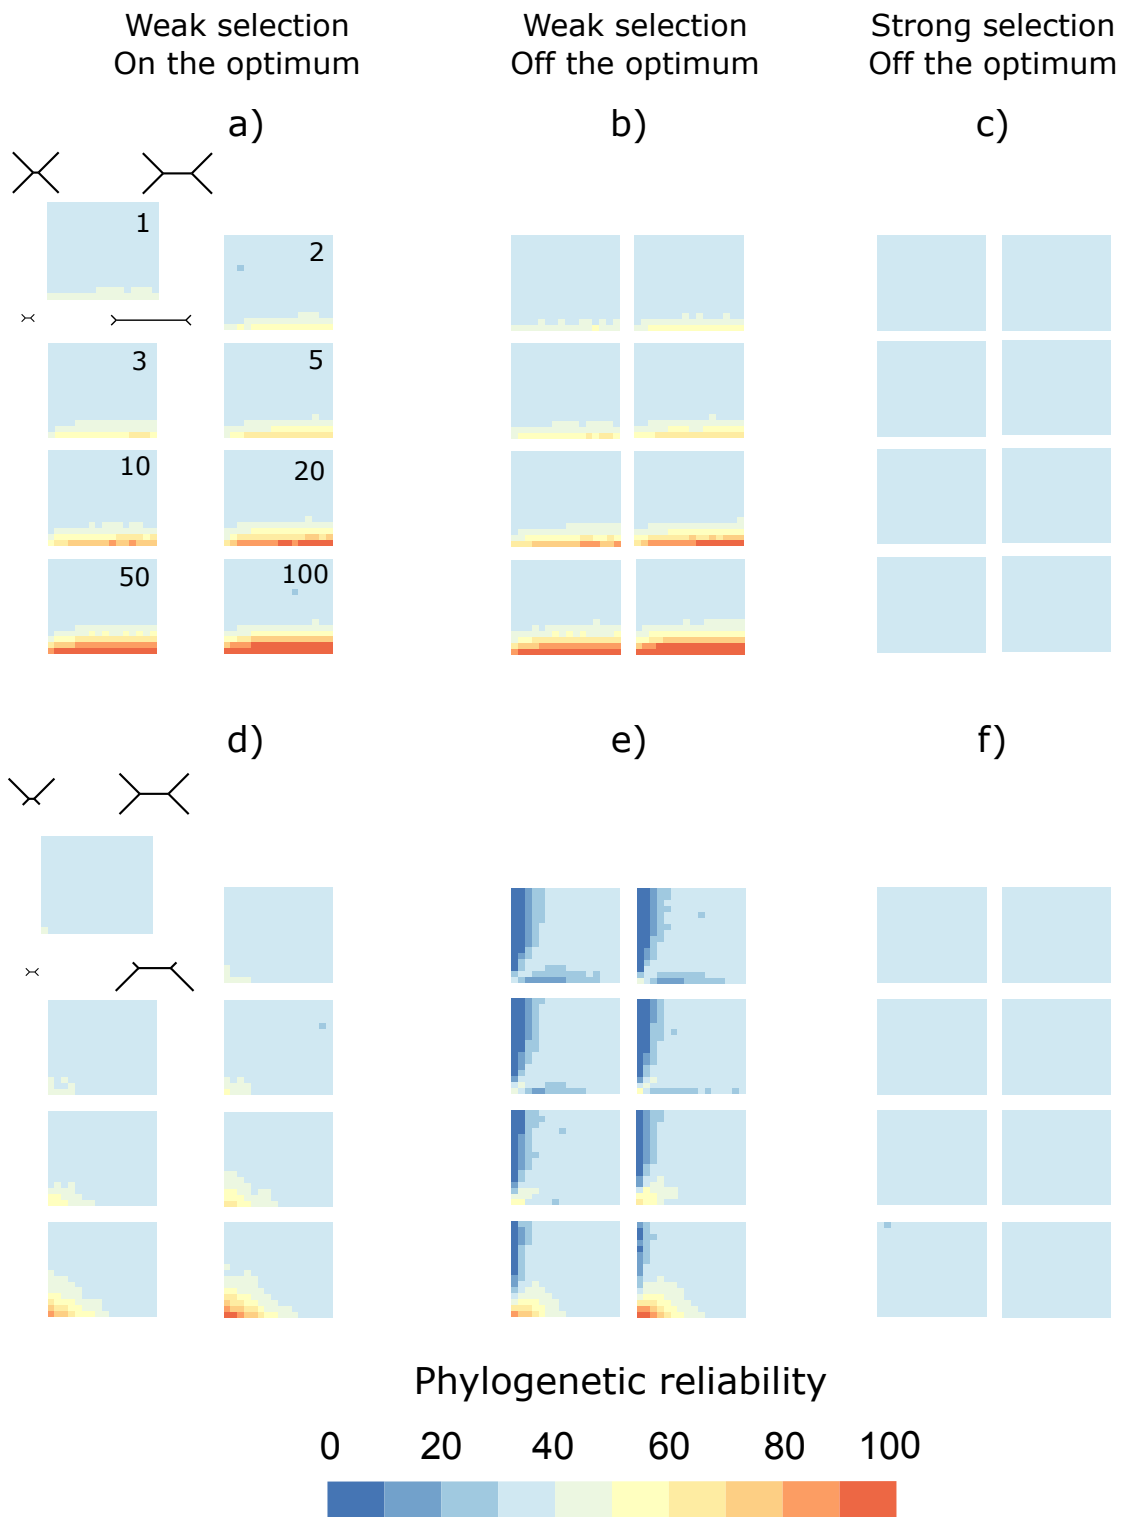 Weak selection
On the optimum
Weak selection
Off the optimum
Strong selection
Off the optimum
a)
b)
c)
1
2
3
5
10
20
50
100
d)
e)
f)
Phylogenetic reliability
0 20 40 60 80 100